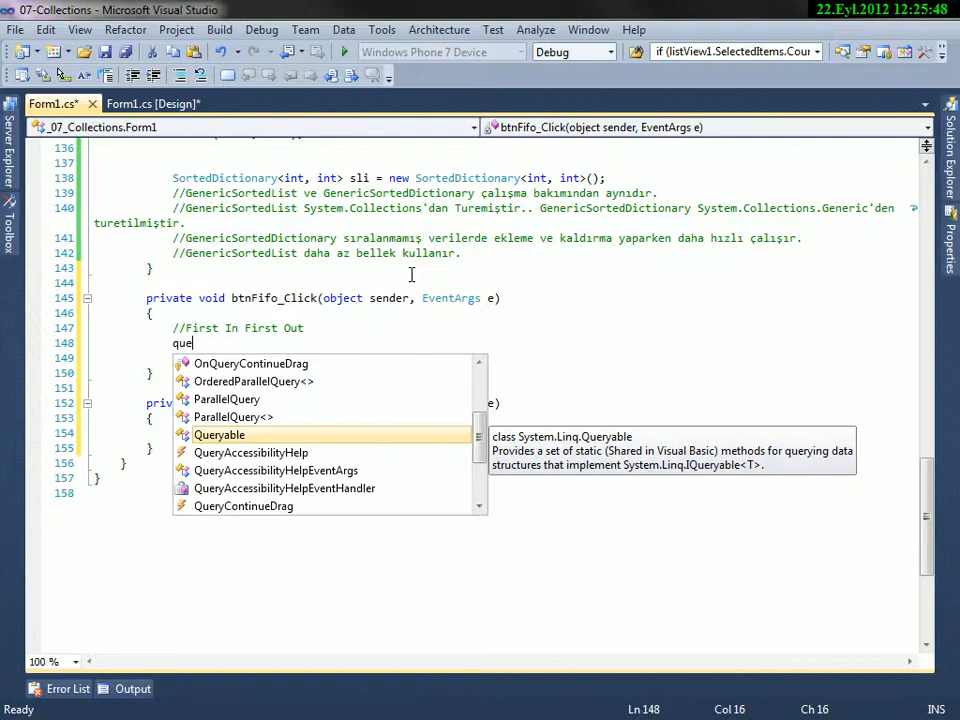 07-Collections - Microsoft Visual Studio
22.Eyl.2012 12:25:48
File Edit View Refactor Project Build Debug Team Data Tools Architecture Test Analyze Window Help
Windows Phone 7 Device Debug if (listView1.SelectedItems.Cour
Form1.cs* Form1.cs [Design]*
_07_Collections.Form1 btnFifo_Click(object sender, EventArgs e)
136
137
138 SortedDictionary<int, int> sli = new SortedDictionary<int, int>();
139 //GenericSortedList ve GenericSortedDictionary çalışma bakımından aynıdır.
140 //GenericSortedList System.Collections'dan Turemiştir.. GenericSortedDictionary System.Collections.Generic'den
turetilmiştir.
141 //GenericSortedDictionary sıralanmamış verilerde ekleme ve kaldırma yaparken daha hızlı çalışır.
142 //GenericSortedList daha az bellek kullanır.
143 }
144
145 private void btnFifo_Click(object sender, EventArgs e)
146 {
147 //First In First Out
148 que
149
150 }
151
152 priv e)
153 {
154
155 }
156 }
157 }
158
OnQueryContinueDrag
OrderedParallelQuery<>
ParallelQuery
ParallelQuery<>
Queryable
QueryAccessibilityHelp
QueryAccessibilityHelpEventArgs
QueryAccessibilityHelpEventHandler
QueryContinueDrag
class System.Linq.Queryable
Provides a set of static (Shared in Visual Basic) methods for querying data
structures that implement System.Linq.IQueryable<T>.
Server Explorer
Toolbox
Solution Explorer
Properties
100 %
Error List Output
Ready Ln 148 Col 16 Ch 16 INS